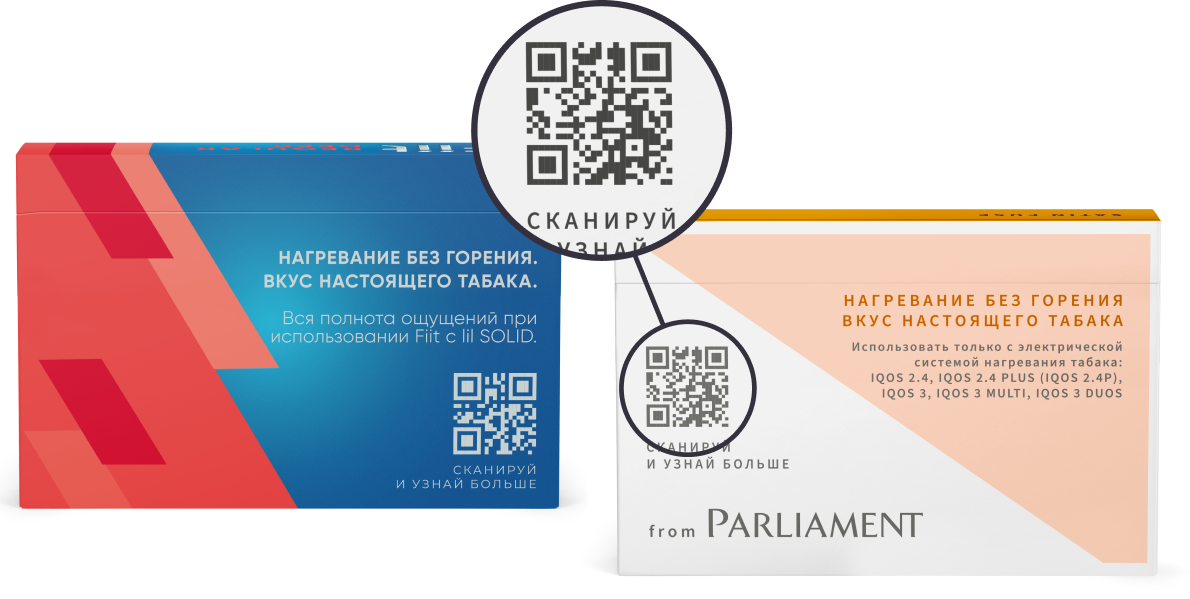 НАГРЕВАНИЕ БЕЗ ГОРЕНИЯ.
ВКУС НАСТОЯЩЕГО ТАБАКА.
Вся полнота ощущений при
использовании Fiit с lil SOLID.
СКАНИРУЙ
И УЗНАЙ БОЛЬШЕ
СКАНИРУЙ
УЗНАЙ
НАГРЕВАНИЕ БЕЗ ГОРЕНИЯ
ВКУС НАСТОЯЩЕГО ТАБАКА
Использовать только с электрической
системой нагревания табака:
IQOS 2.4, IQOS 2.4 PLUS (IQOS 2.4P),
IQOS 3, IQOS 3 MULTI, IQOS 3 DUOS
СКАНИРУЙ
И УЗНАЙ БОЛЬШЕ
from PARLIAMENT